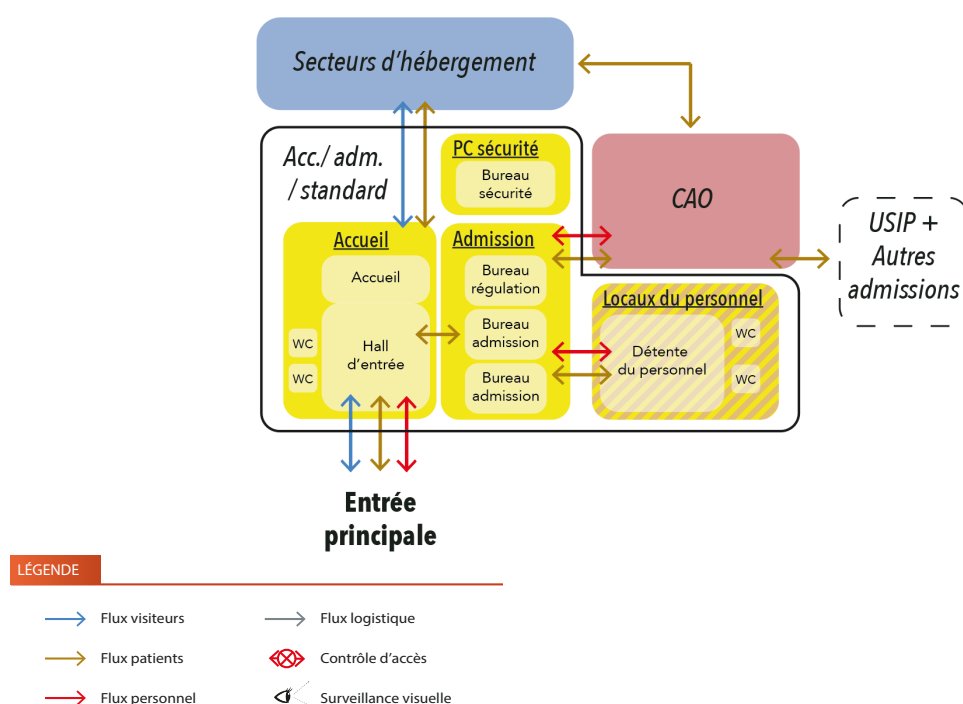 Secteurs d'hébergement
Acc./ adm.
/ standard
PC sécurité
Bureau
sécurité
CAO
USIP +
Autres
admissions
Accueil
Accueil
Hall
d'entrée
WC
WC
Admission
Bureau
régulation
Bureau
admission
Bureau
admission
Locaux du personnel
Détente
du personnel
WC
WC
Entrée
principale
LÉGENDE
Flux visiteurs
Flux logistique
Flux patients
Contrôle d'accès
Flux personnel
Surveillance visuelle